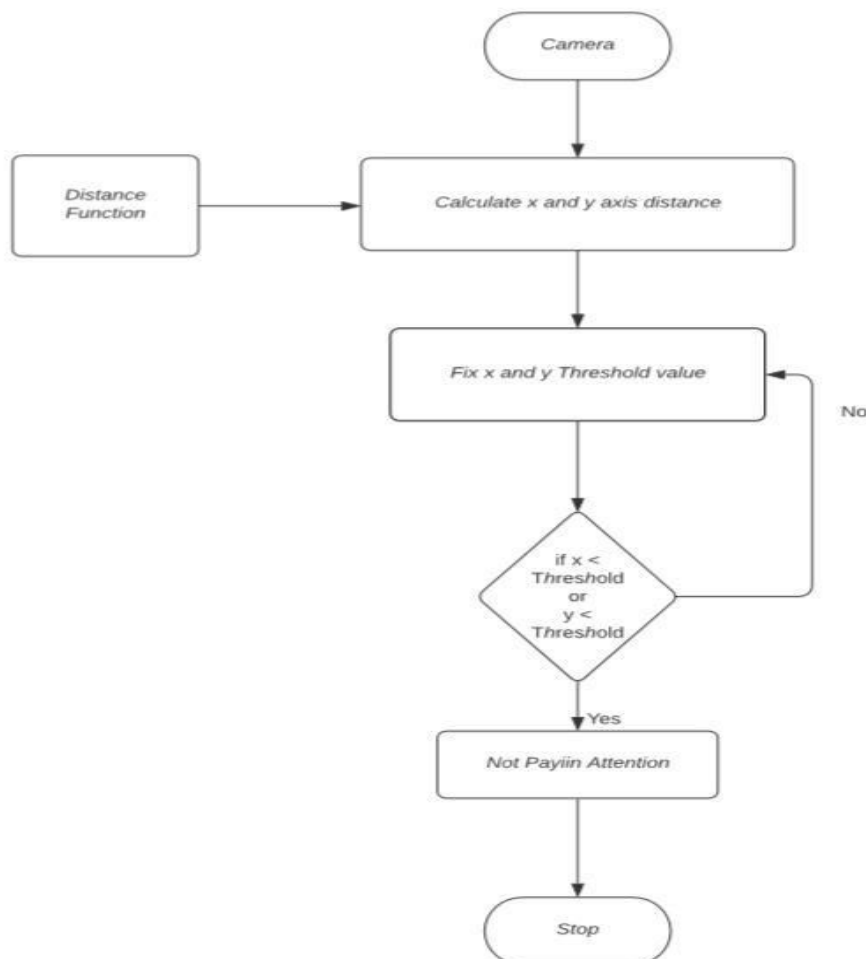 Camera
Distance
Function
Calculate x and y axis distance
Fix x and y Threshold value
No
if x <
Threshold
or
y <
Threshold
Yes
Not Payiin Attention
Stop